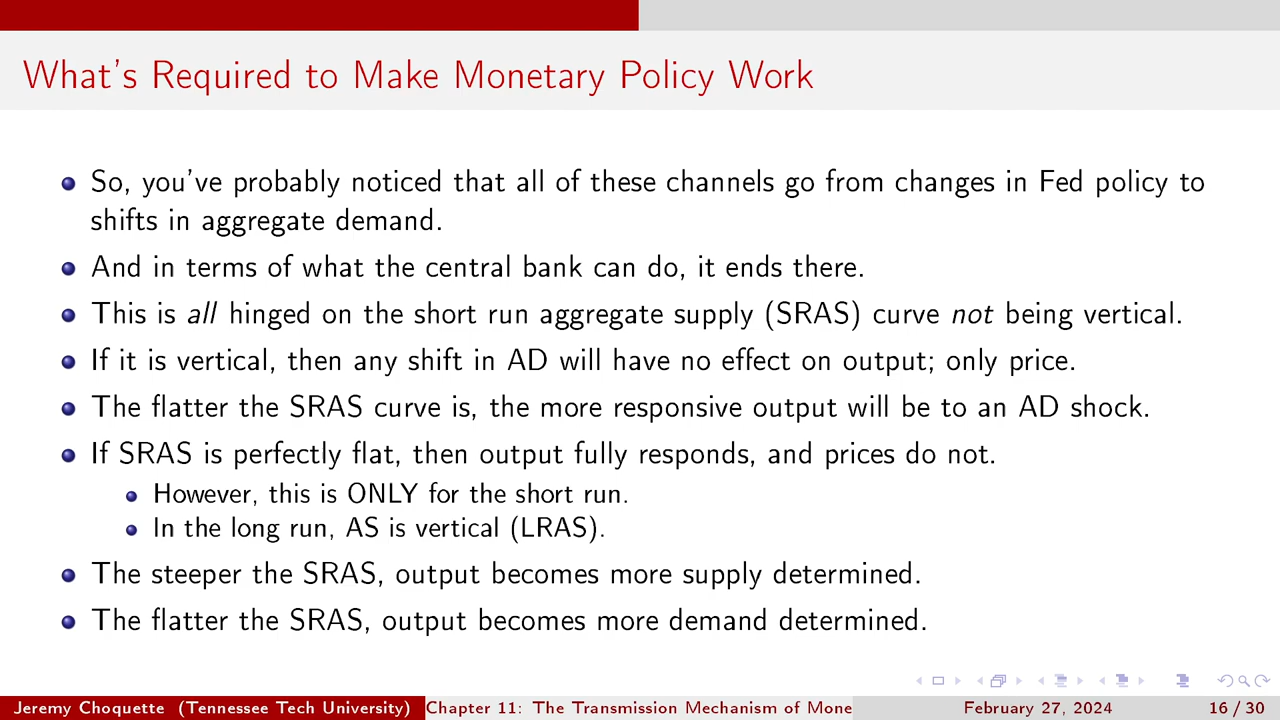 What's Required to Make Monetary Policy Work
So, you've probably noticed that all of these channels go from changes in Fed policy to
shifts in aggregate demand.
And in terms of what the central bank can do, it ends there.
This is all hinged on the short run aggregate supply (SRAS) curve not being vertical.
If it is vertical, then any shift in AD will have no effect on output; only price.
The flatter the SRAS curve is, the more responsive output will be to an AD shock.
If SRAS is perfectly flat, then output fully responds, and prices do not.
However, this is ONLY for the short run.
In the long run, AS is vertical (LRAS).
The steeper the SRAS, output becomes more supply determined.
The flatter the SRAS, output becomes more demand determined.
Jeremy Choquette (Tennessee Tech University) Chapter 11: The Transmission Mechanism of Mone February 27, 2024 16 / 30